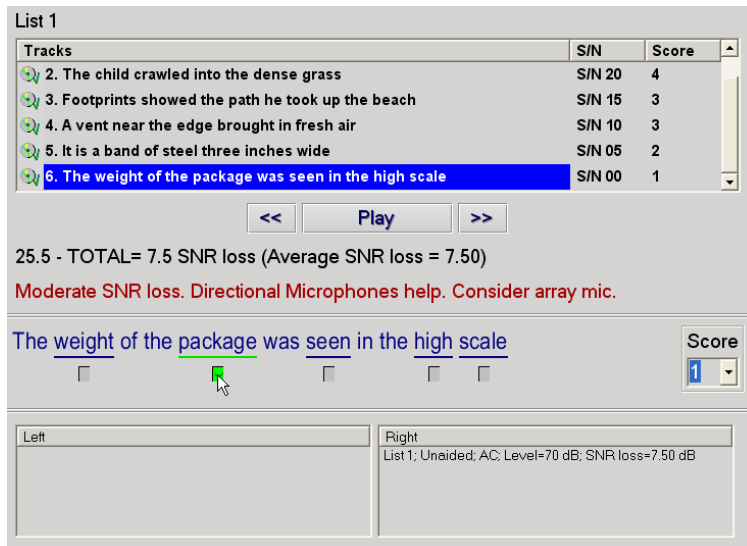 List 1
Tracks S/N Score
2. The child crawled into the dense grass S/N 20 4
3. Footprints showed the path he took up the beach S/N 15 3
4. A vent near the edge brought in fresh air S/N 10 3
5. It is a band of steel three inches wide S/N 05 2
6. The weight of the package was seen in the high scale S/N 00 1
<< Play >>
25.5 - TOTAL= 7.5 SNR loss (Average SNR loss = 7.50)
Moderate SNR loss. Directional Microphones help. Consider array mic.
The weight of the package was seen in the high scale Score
1
Left Right
List 1; Unaided; AC; Level=70 dB; SNR loss=7.50 dB